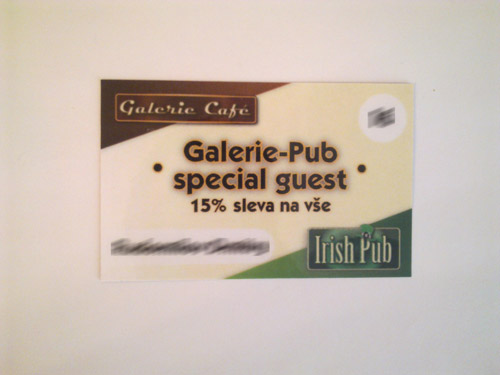 Galerie Café
Galerie-Pub
special guest
15% sleva na vše
Irish Pub